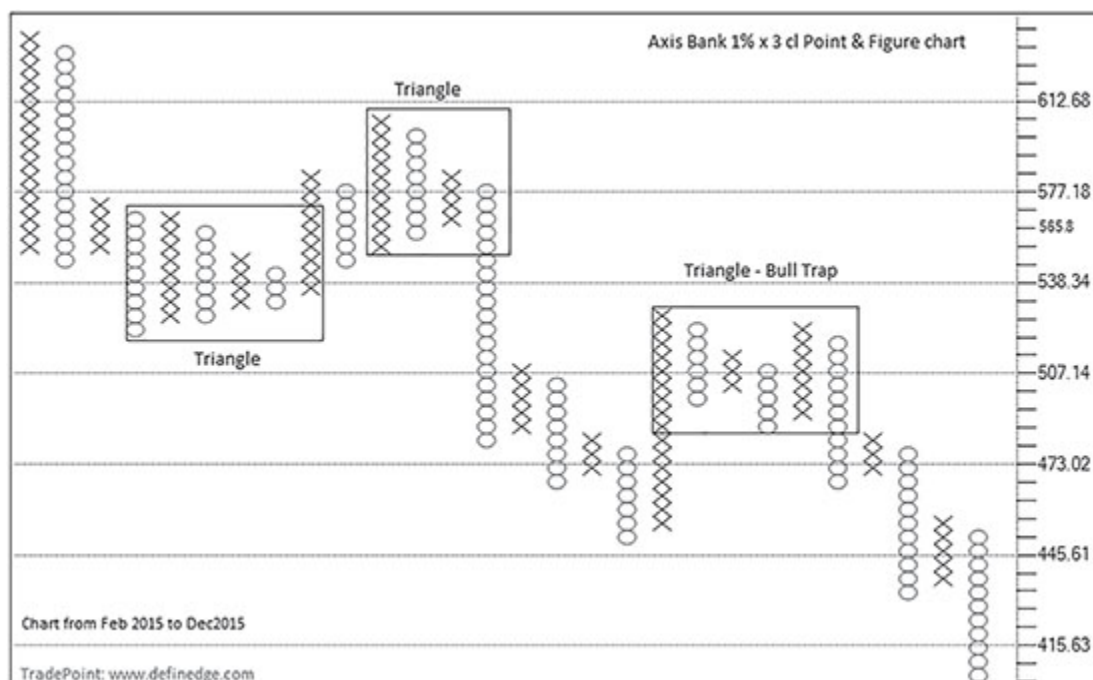 Axis Bank 1% x 3 cl Point & Figure chart
Triangle
612.68
577.18
565.8
Triangle - Bull Trap
538.34
Triangle
507.14
473.02
445.61
Chart from Feb 2015 to Dec2015
415.63
TradePoint: www.definedge.com